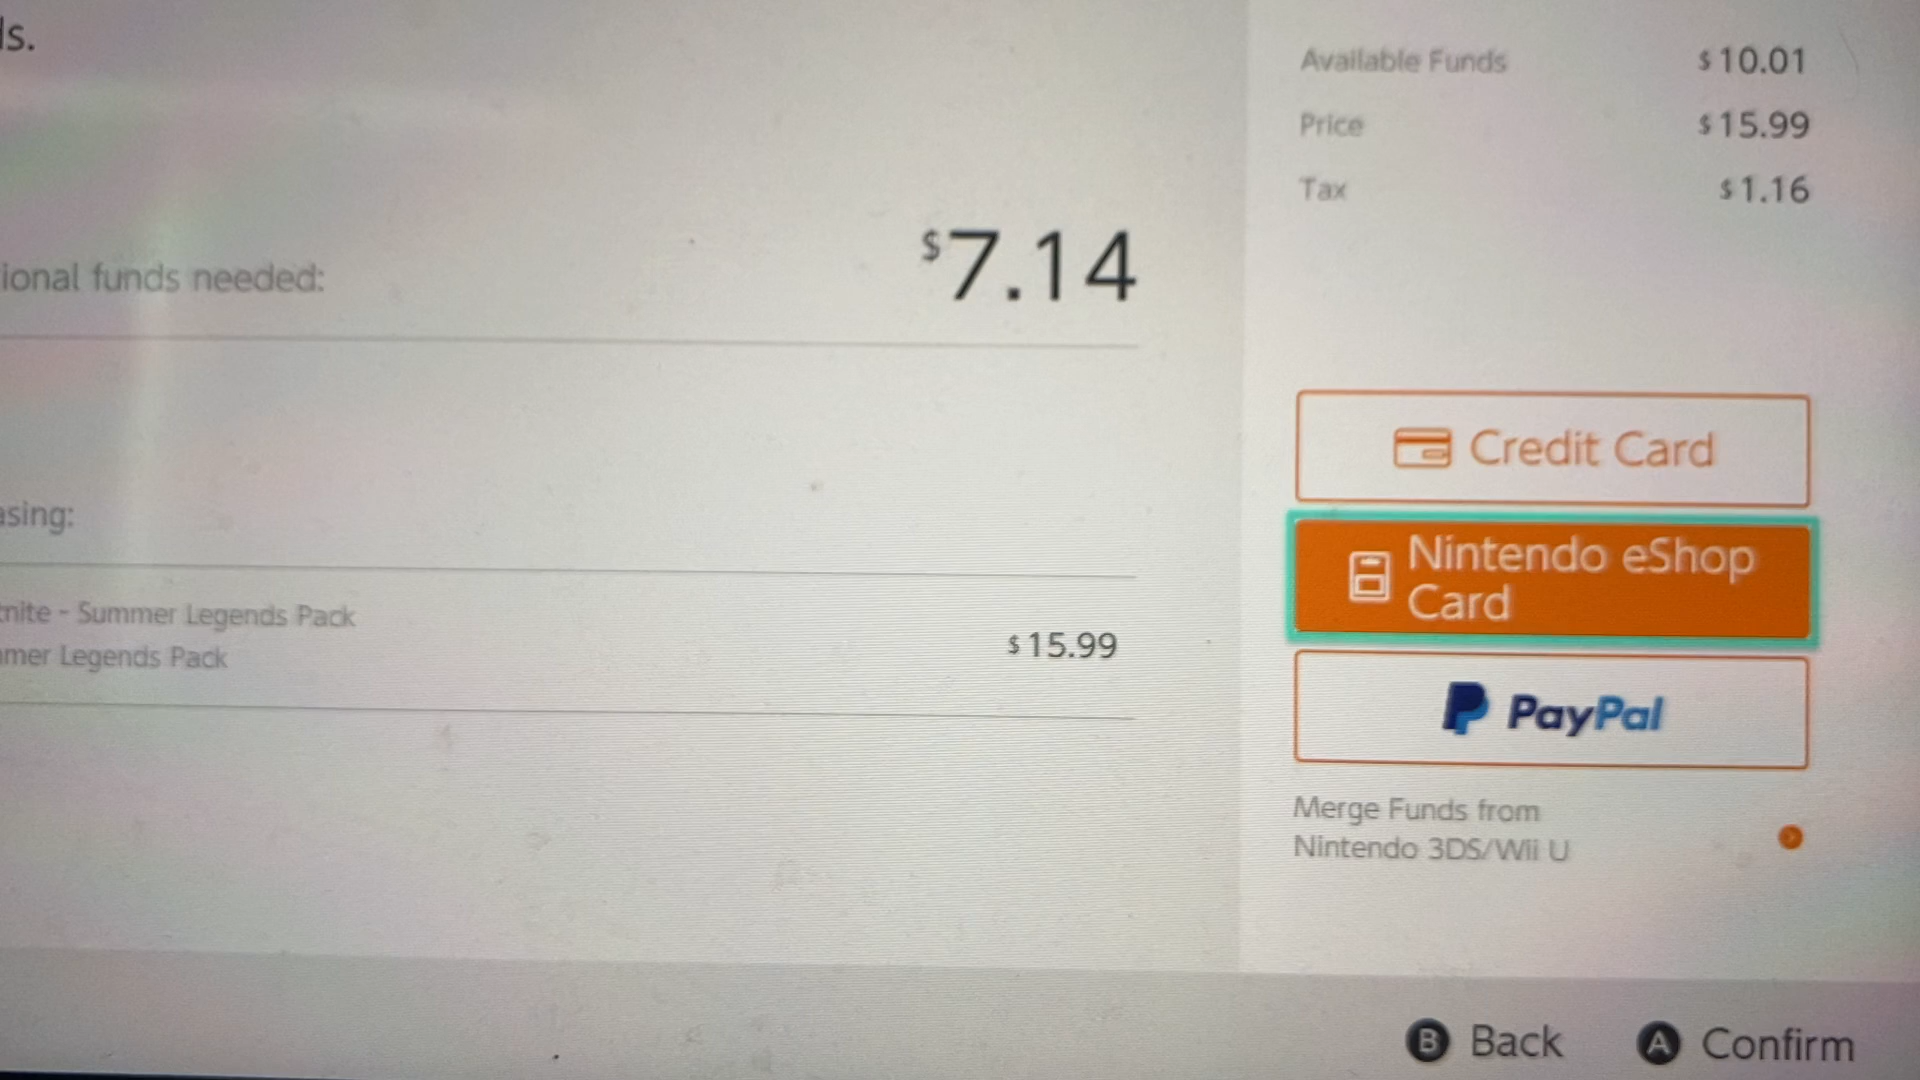 ls.
ional funds needed:
$7.14
asing:
nite - Summer Legends Pack
mer Legends Pack
$15.99
Available Funds $10.01
Price $15.99
Tax $1.16
Credit Card
Nintendo eShop
Card
PayPal
Merge Funds from
Nintendo 3DS/Wii U
B Back A Confirm